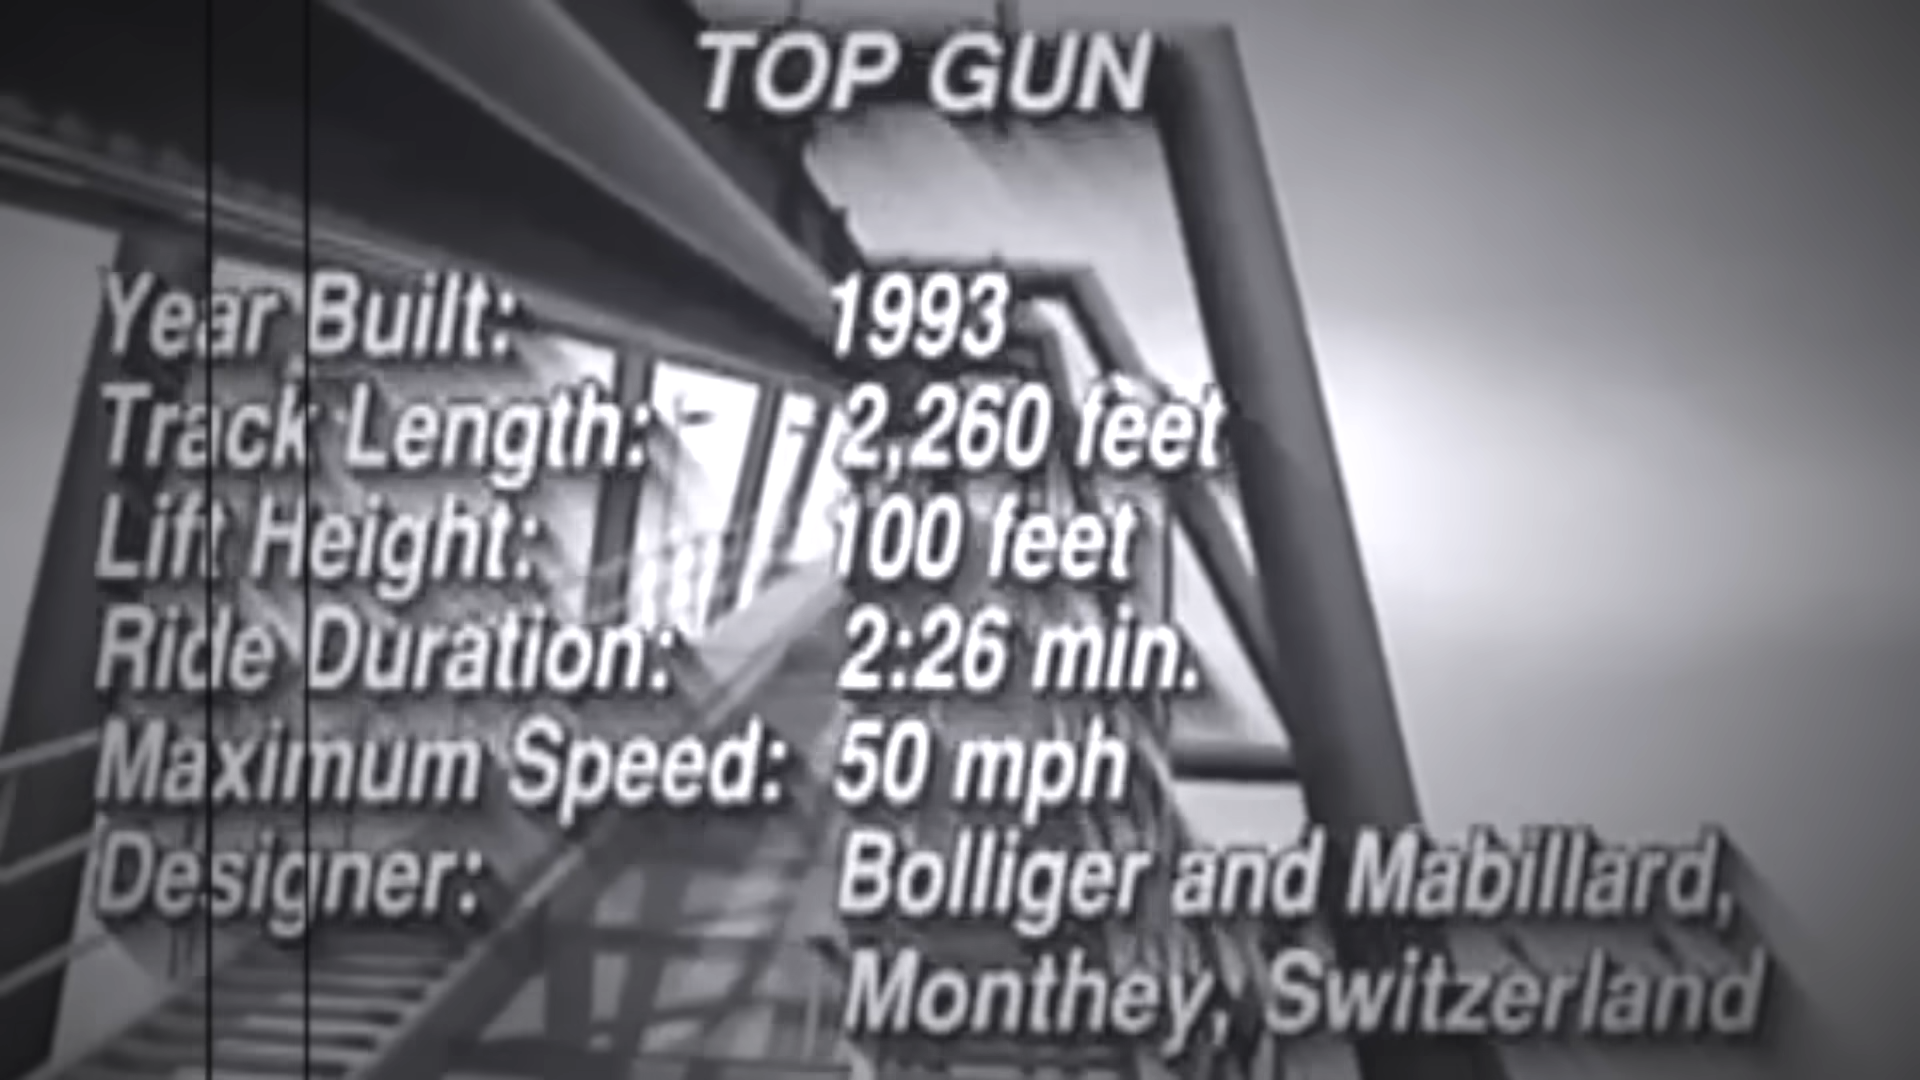 TOP GUN
Year Built: 1993
Track Length: 2,260 feet
Lift Height: 100 feet
Ride Duration: 2:26 min.
Maximum Speed: 50 mph
Designer: Bolliger and Mabillard,
Monthey, Switzerland